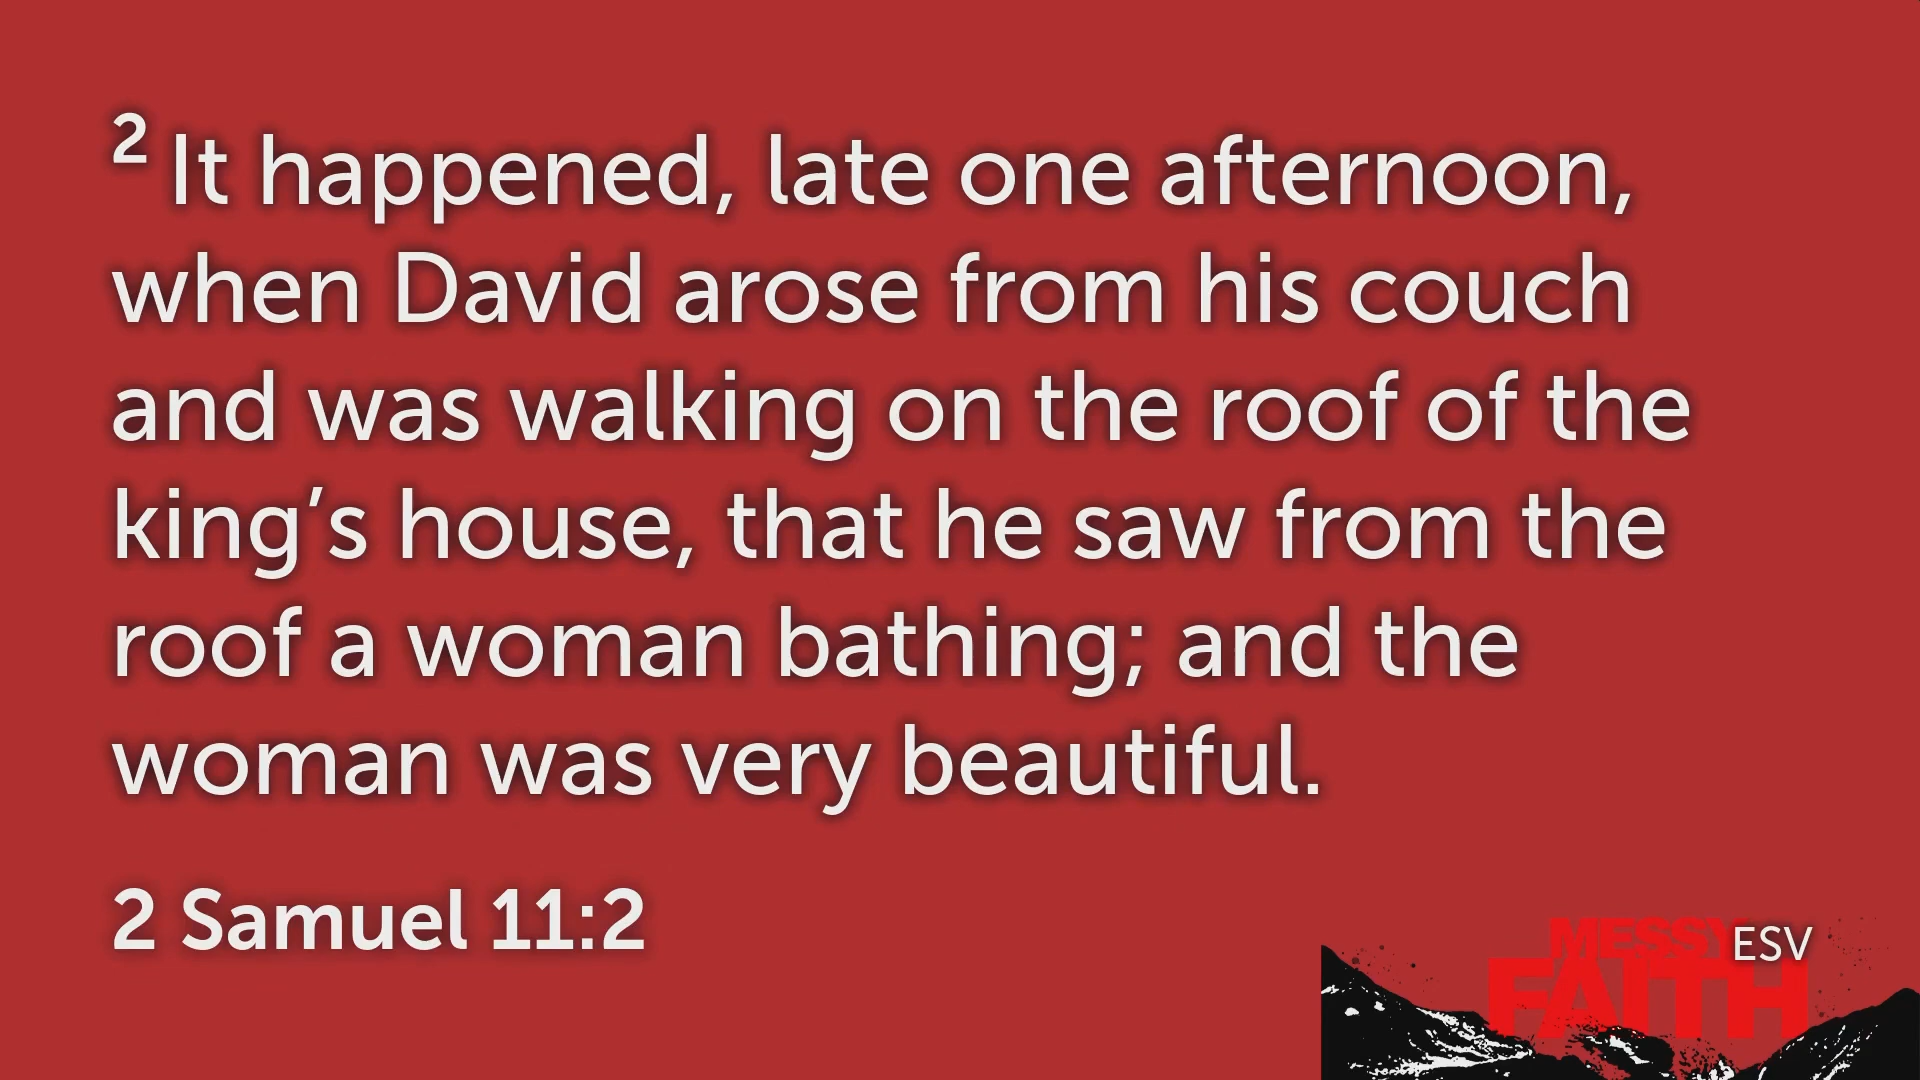 2 It happened, late one afternoon,
when David arose from his couch
and was walking on the roof of the
king’s house, that he saw from the
roof a woman bathing; and the
woman was very beautiful.
2 Samuel 11:2
MESSY
ESV
FAITH